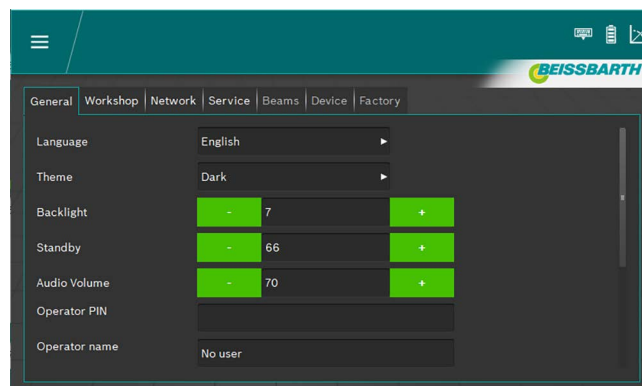 BEISSBARTH
General Workshop Network Service Beams Device Factory
Language English
Theme Dark
Backlight - 7 +
Standby - 66 +
Audio Volume - 70 +
Operator PIN
Operator name No user